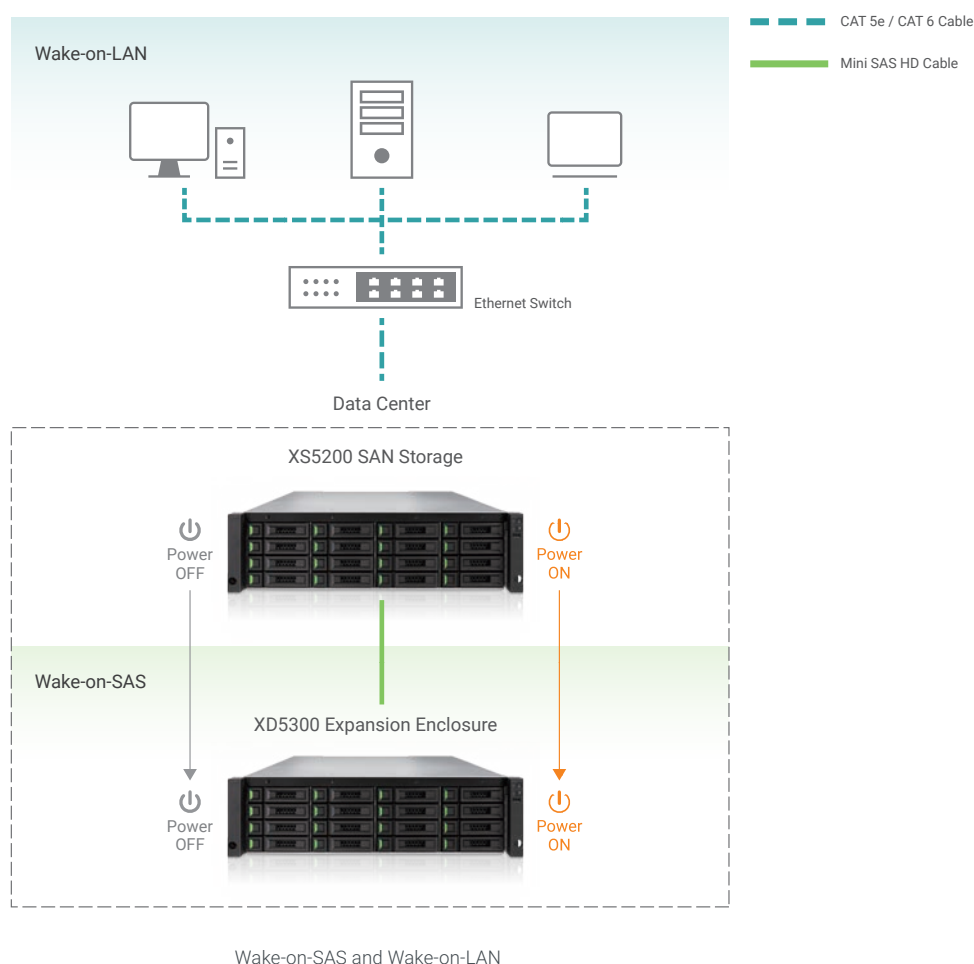 CAT 5e / CAT 6 Cable
Mini SAS HD Cable
Wake-on-LAN
Ethernet Switch
Data Center
XS5200 SAN Storage
Power
OFF
Power
ON
Wake-on-SAS
XD5300 Expansion Enclosure
Power
OFF
Power
ON
Wake-on-SAS and Wake-on-LAN